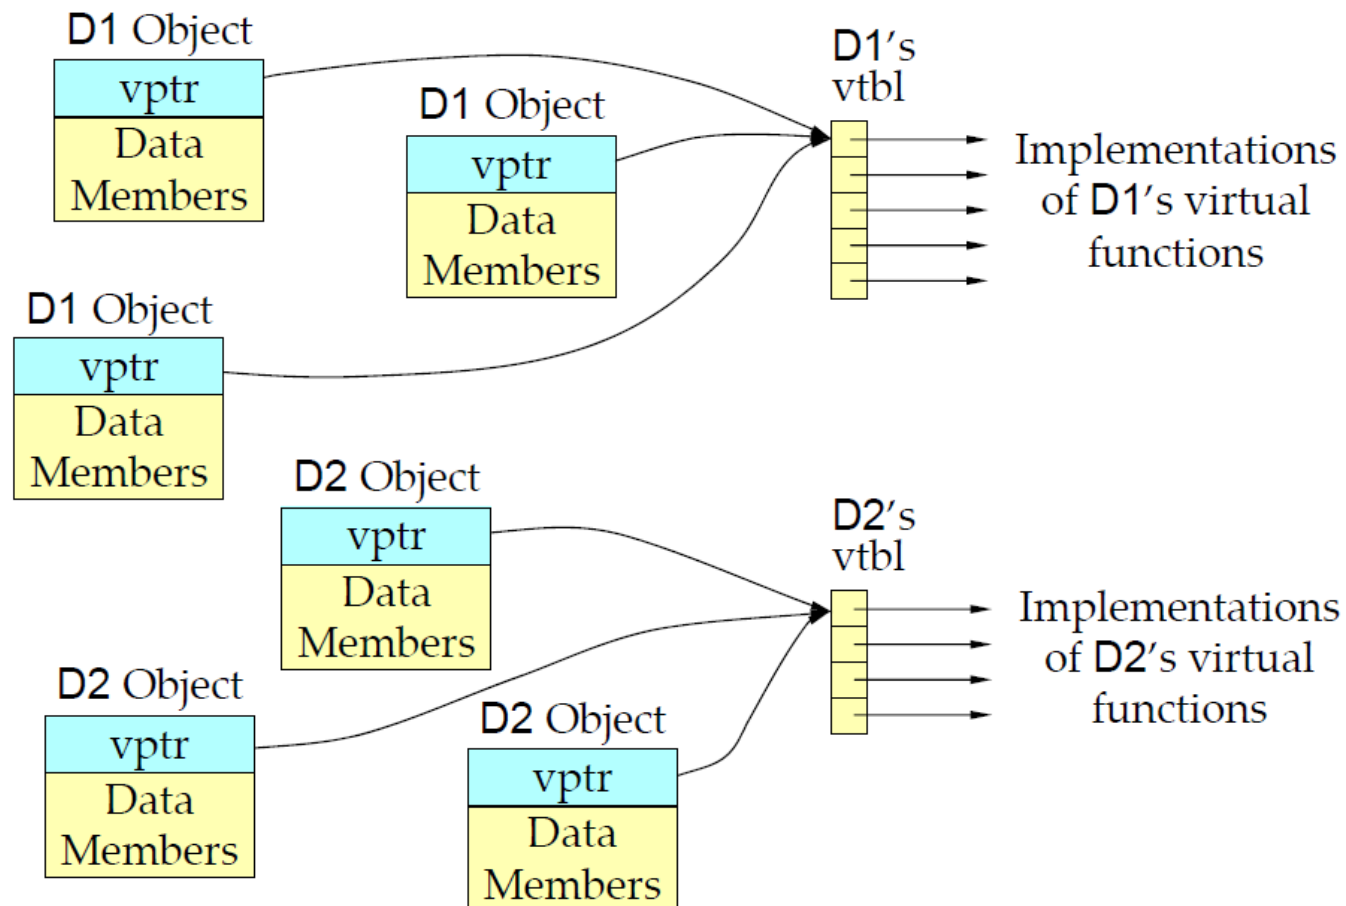 D1 Object
vptr
Data
Members
D1 Object
vptr
Data
Members
D1's
vtbl
Implementations
of D1's virtual
functions
D1 Object
vptr
Data
Members
D2 Object
vptr
Data
Members
D2's
vtbl
Implementations
of D2's virtual
functions
D2 Object
vptr
Data
Members
D2 Object
vptr
Data
Members